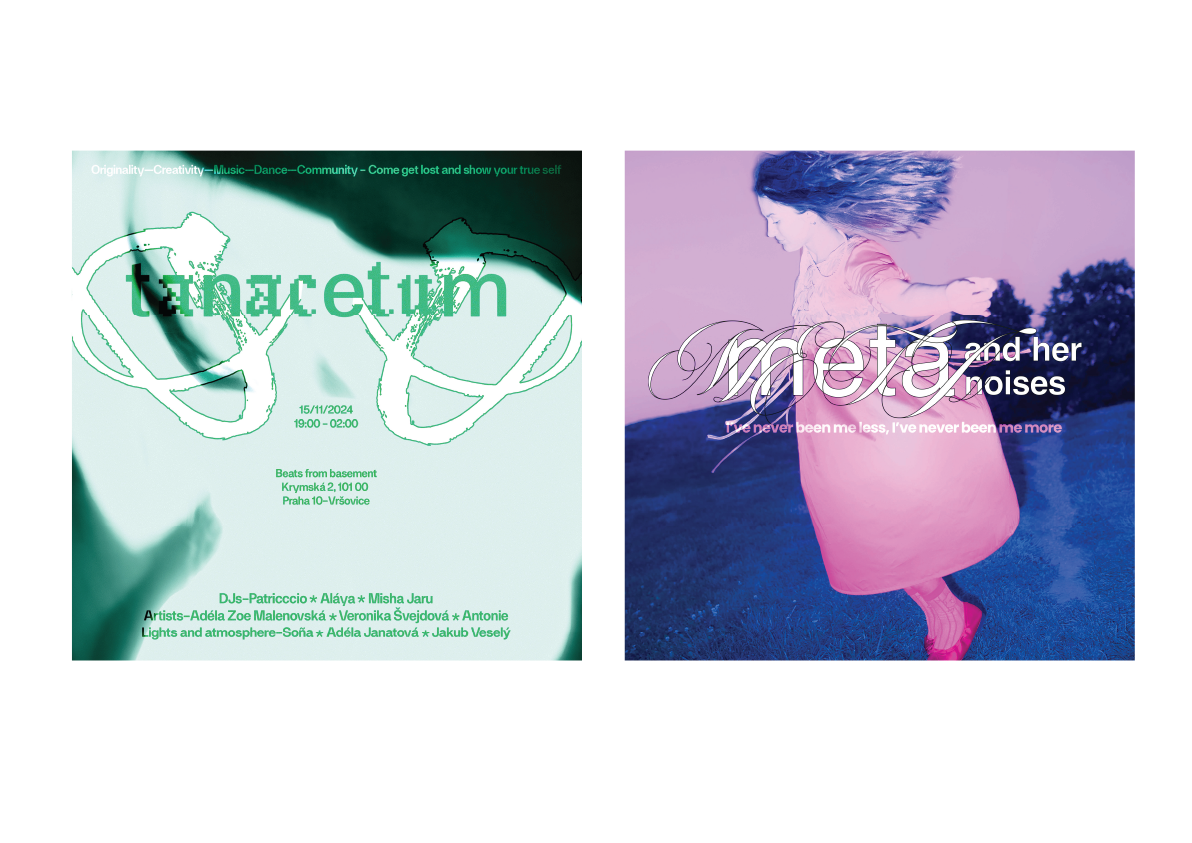 Originality—Creativity—Music—Dance—Community – Come get lost and show your true self
tanacetum
15/11/2024
19:00 – 02:00
Beats from basement
Krymská 2, 101 00
Praha 10–Vršovice
DJs–Patricccio * Aláya * Misha Jaru
Artists–Adéla Zoe Malenovská * Veronika Švejdová * Antonie
Lights and atmosphere–Soňa * Adéla Janatová * Jakub Veselý
meta and her
noises
I've never been me less, I've never been me more